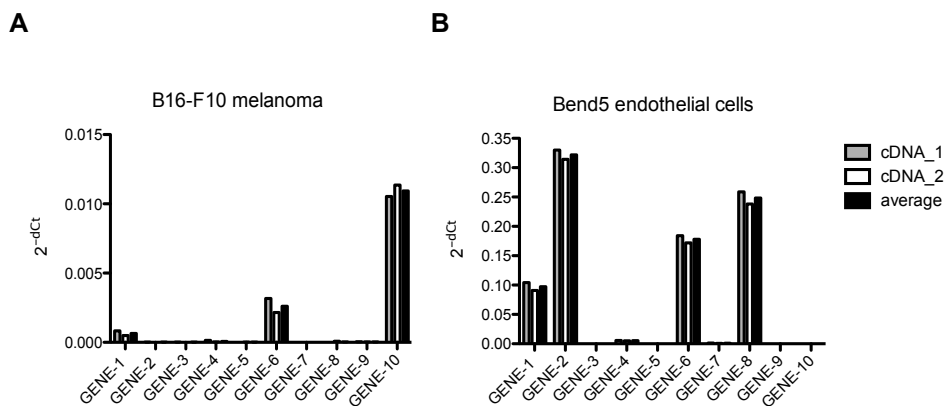 A
B
B16-F10 melanoma
2^-dCt
0.015
0.010
0.005
0.000
GENE-1
GENE-2
GENE-3
GENE-4
GENE-5
GENE-6
GENE-7
GENE-8
GENE-9
GENE-10
Bend5 endothelial cells
2^-dCt
0.35
0.30
0.25
0.20
0.15
0.10
0.05
0.00
GENE-1
GENE-2
GENE-3
GENE-4
GENE-5
GENE-6
GENE-7
GENE-8
GENE-9
GENE-10
cDNA_1
cDNA_2
average